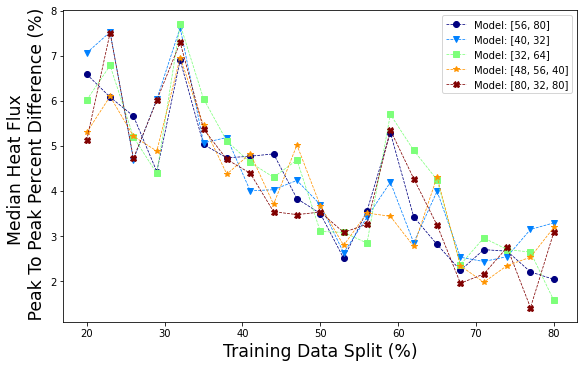 8
7
6
5
4
3
2
20
30
40
50
60
70
80
Median Heat Flux
Peak To Peak Percent Difference (%)
Training Data Split (%)
Model: [56, 80]
Model: [40, 32]
Model: [32, 64]
Model: [48, 56, 40]
Model: [80, 32, 80]